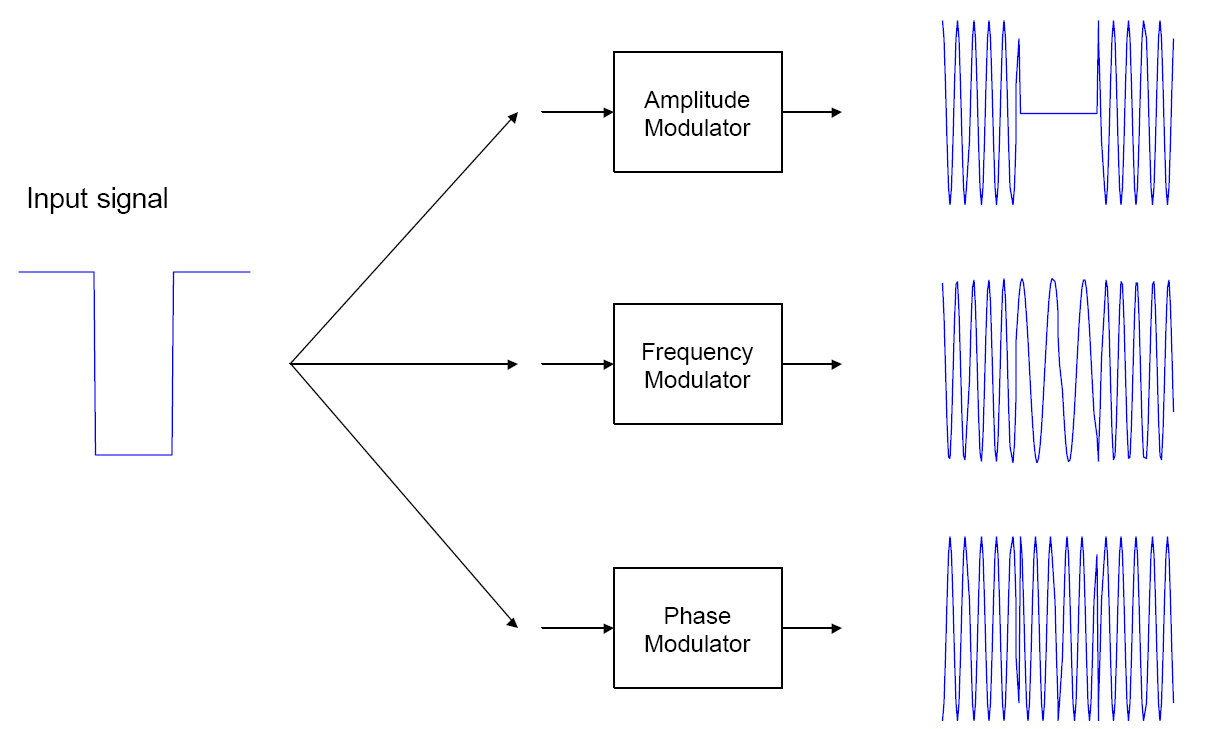 Input signal
Amplitude
Modulator
Frequency
Modulator
Phase
Modulator